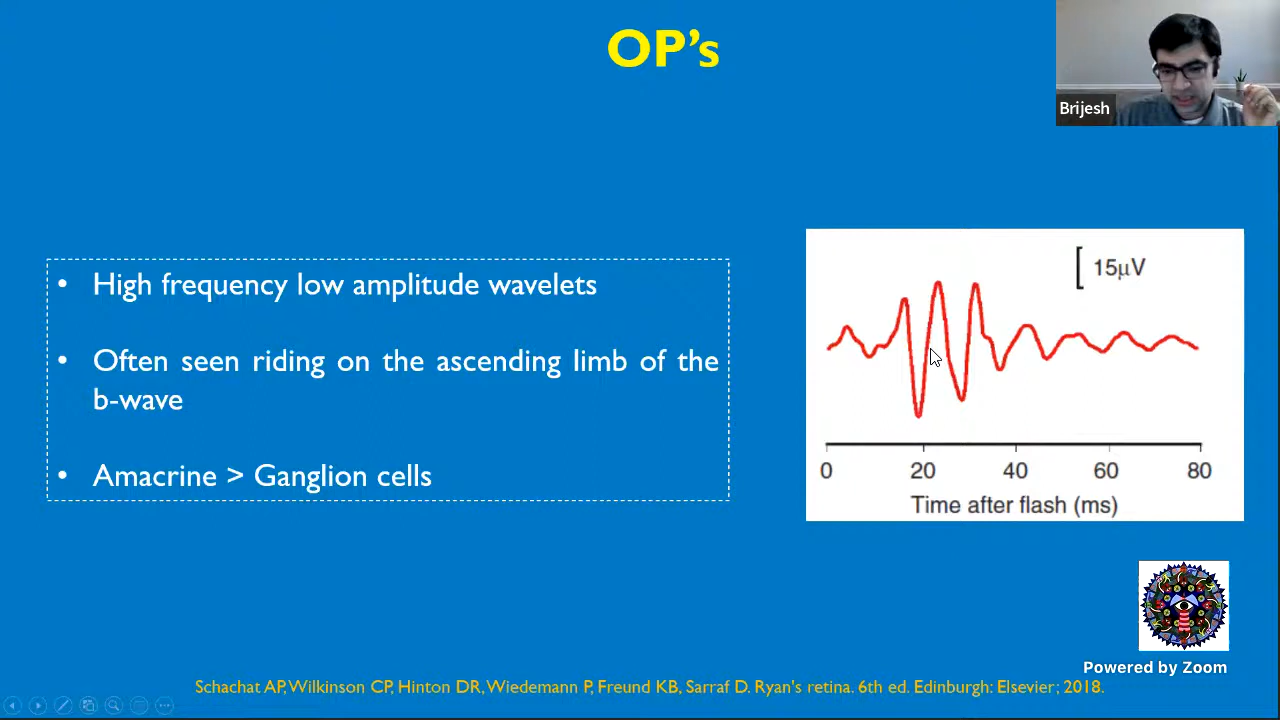 OP's
Brijesh
• High frequency low amplitude wavelets
• Often seen riding on the ascending limb of the
b-wave
• Amacrine > Ganglion cells
15μV
0 20 40 60 80
Time after flash (ms)
Powered by Zoom
Schachat AP, Wilkinson CP, Hinton DR, Wiedemann P, Freund KB, Sarraf D. Ryan's retina. 6th ed. Edinburgh: Elsevier; 2018.